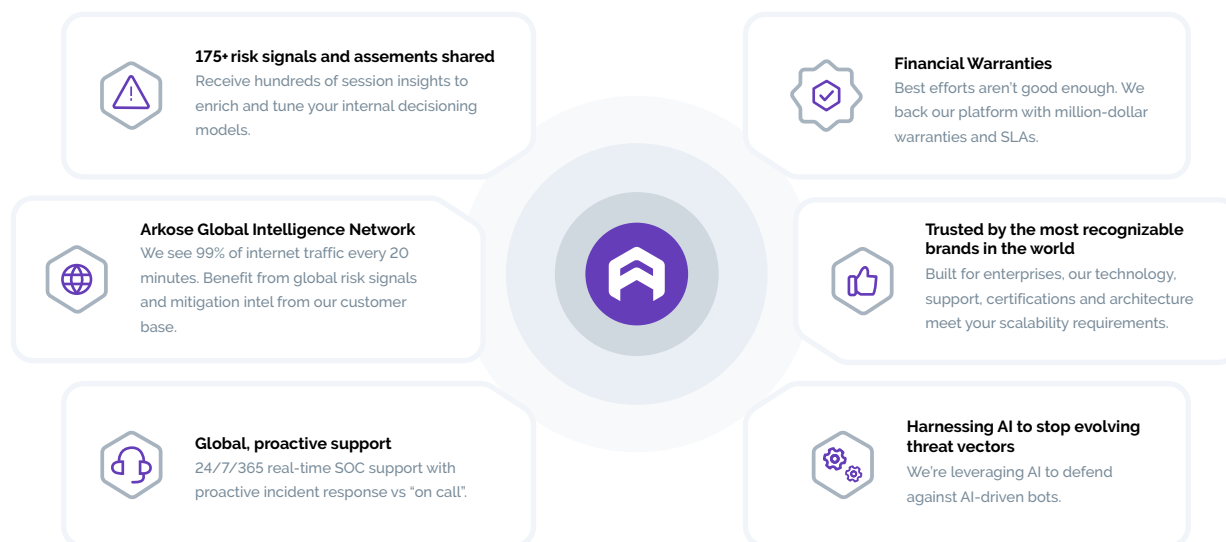 175+ risk signals and assements shared
Receive hundreds of session insights to
enrich and tune your internal decisioning
models.
Financial Warranties
Best efforts aren't good enough. We
back our platform with million-dollar
warranties and SLAs.
Arkose Global Intelligence Network
We see 99% of internet traffic every 20
minutes. Benefit from global risk signals
and mitigation intel from our customer
base.
Trusted by the most recognizable
brands in the world
Built for enterprises, our technology,
support, certifications and architecture
meet your scalability requirements.
Global, proactive support
24/7/365 real-time SOC support with
proactive incident response vs “on call”.
Harnessing AI to stop evolving
threat vectors
We're leveraging AI to defend
against AI-driven bots.